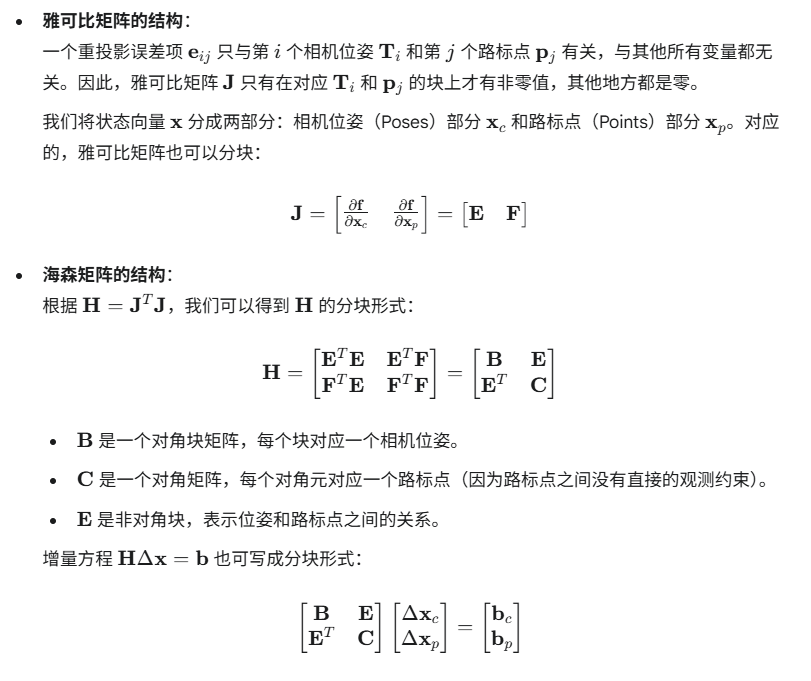 • 雅可比矩阵的结构：
一个重投影误差项 $\mathbf{e}_{ij}$ 只与第 $i$ 个相机位姿 $\mathbf{T}_i$ 和第 $j$ 个路标点 $\mathbf{p}_j$ 有关，与其他所有变量都无
关。因此，雅可比矩阵 $\mathbf{J}$ 只有在对应 $\mathbf{T}_i$ 和 $\mathbf{p}_j$ 的块上才有非零值，其他地方都是零。
我们将状态向量 $\mathbf{x}$ 分成两部分：相机位姿（Poses）部分 $\mathbf{x}_c$ 和路标点（Points）部分 $\mathbf{x}_p$。对应
的，雅可比矩阵也可以分块：
$\mathbf{J} = \begin{bmatrix} \frac{\partial \mathbf{f}}{\partial \mathbf{x}_c} & \frac{\partial \mathbf{f}}{\partial \mathbf{x}_p} \end{bmatrix} = \begin{bmatrix} \mathbf{E} & \mathbf{F} \end{bmatrix}$
• 海森矩阵的结构：
根据 $\mathbf{H} = \mathbf{J}^T\mathbf{J}$，我们可以得到 $\mathbf{H}$ 的分块形式：
$\mathbf{H} = \begin{bmatrix} \mathbf{E}^T\mathbf{E} & \mathbf{E}^T\mathbf{F} \\ \mathbf{F}^T\mathbf{E} & \mathbf{F}^T\mathbf{F} \end{bmatrix} = \begin{bmatrix} \mathbf{B} & \mathbf{E} \\ \mathbf{E}^T & \mathbf{C} \end{bmatrix}$
• $\mathbf{B}$ 是一个对角块矩阵，每个块对应一个相机位姿。
• $\mathbf{C}$ 是一个对角矩阵，每个对角元对应一个路标点（因为路标点之间没有直接的观测约束）。
• $\mathbf{E}$ 是非对角块，表示位姿和路标点之间的关系。
增量方程 $\mathbf{H}\Delta\mathbf{x} = \mathbf{b}$ 也可写成分块形式：
$\begin{bmatrix} \mathbf{B} & \mathbf{E} \\ \mathbf{E}^T & \mathbf{C} \end{bmatrix} \begin{bmatrix} \Delta\mathbf{x}_c \\ \Delta\mathbf{x}_p \end{bmatrix} = \begin{bmatrix} \mathbf{b}_c \\ \mathbf{b}_p \end{bmatrix}$